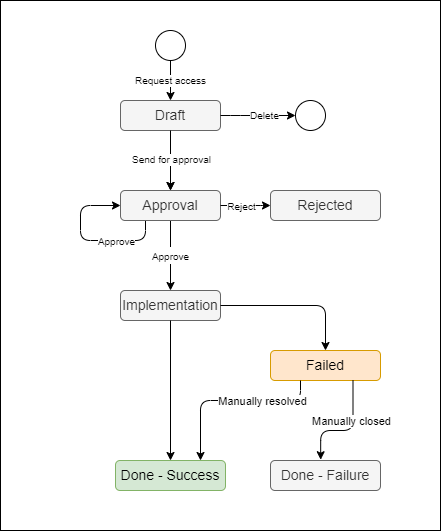 Request access
Draft
Delete
Send for approval
Approval
Reject
Rejected
Approve
Approve
Implementation
Failed
Manually resolved
Manually closed
Done - Success
Done - Failure